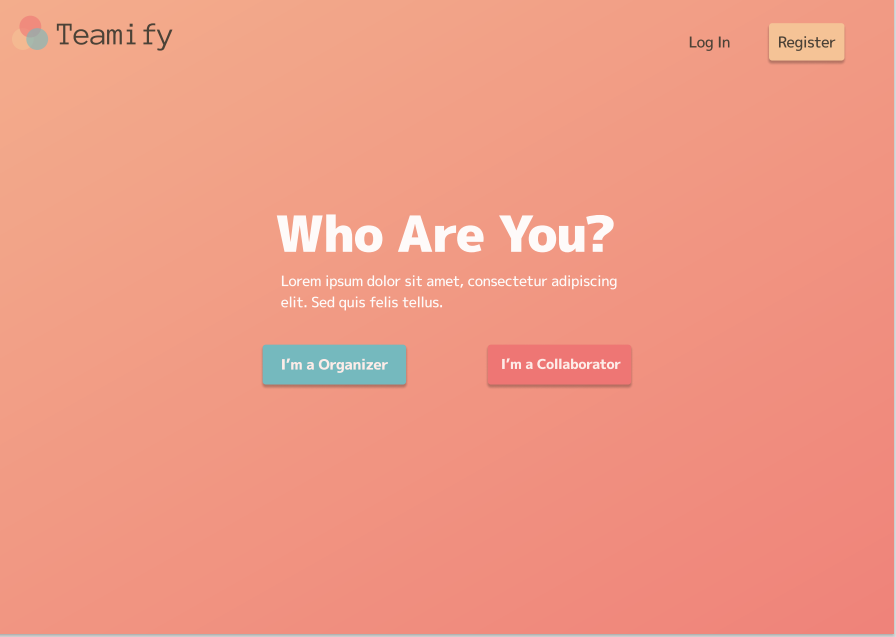 Teamify
Log In
Register
Who Are You?
Lorem ipsum dolor sit amet, consectetur adipiscing
elit. Sed quis felis tellus.
I’m a Organizer
I’m a Collaborator